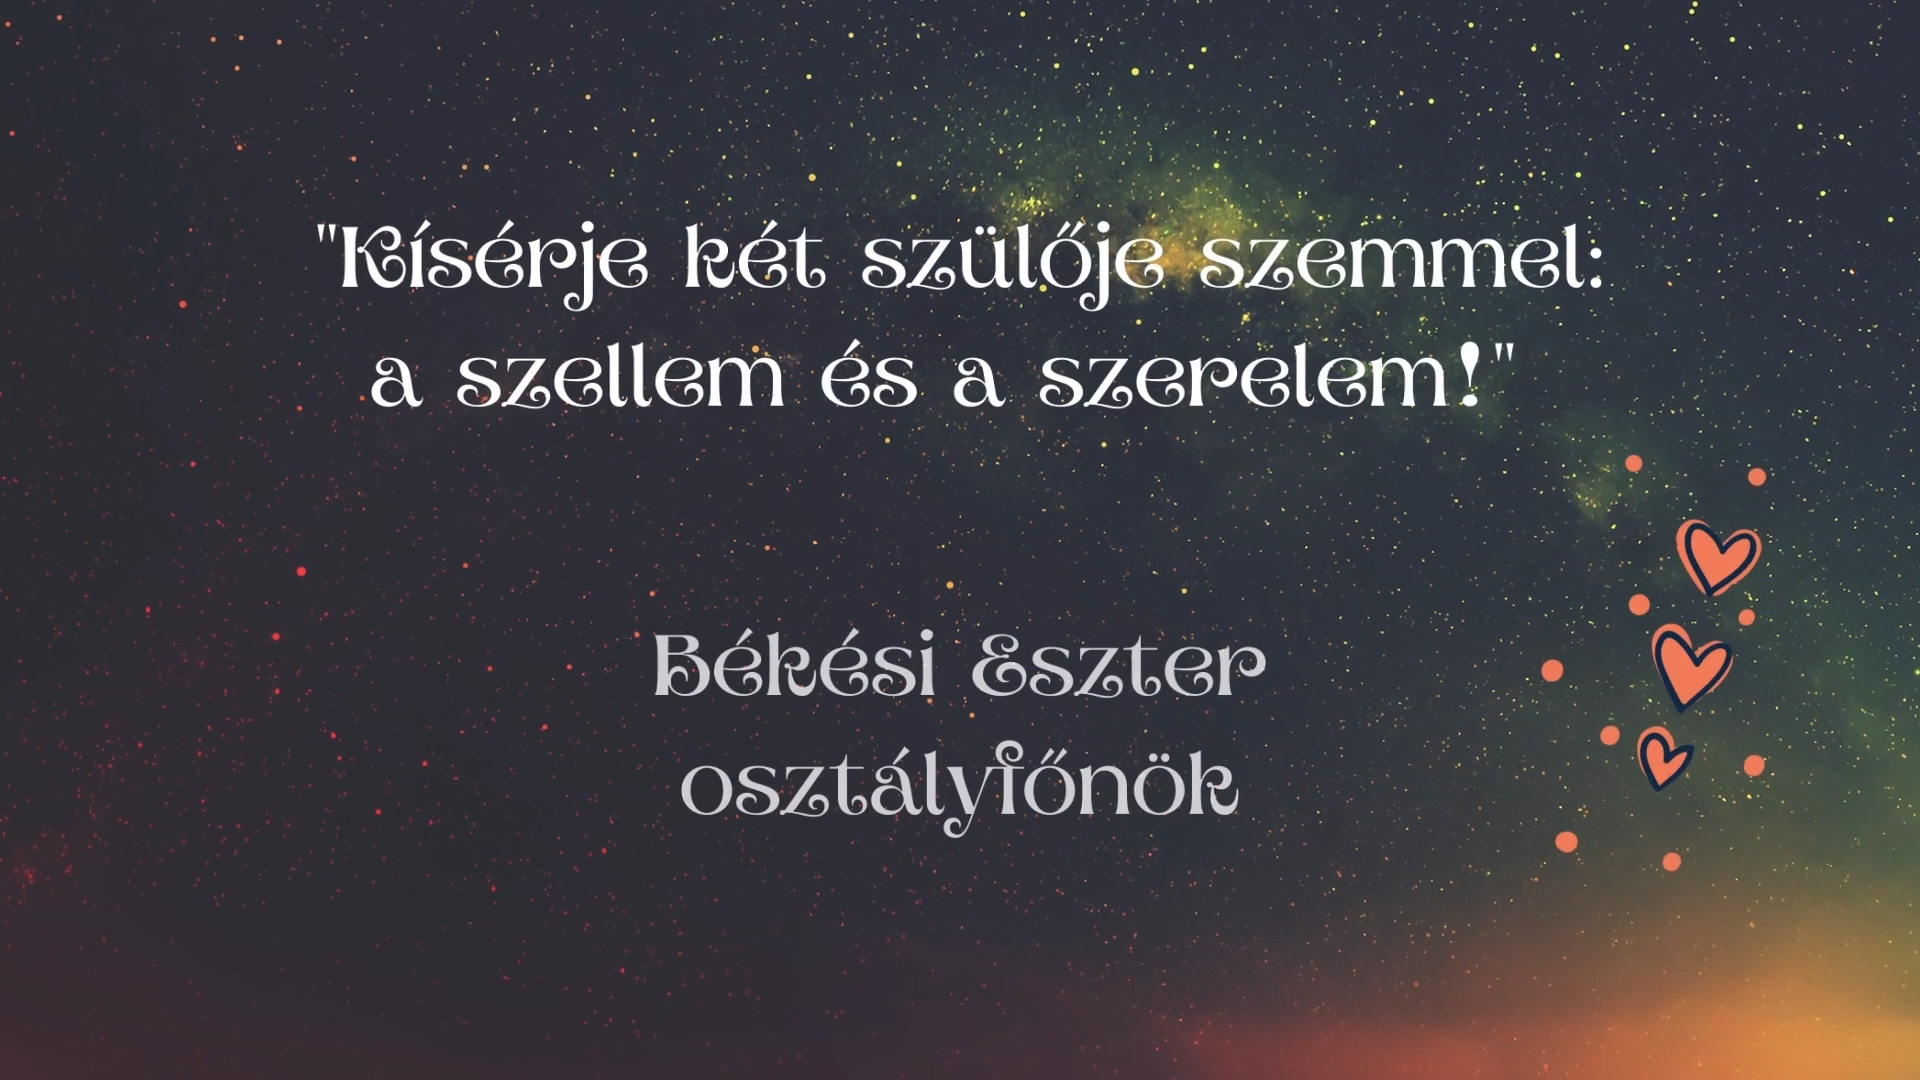 "Kísérje két szülője szemmel:
a szellem és a szerelem!"
Békési Eszter
osztályfőnök